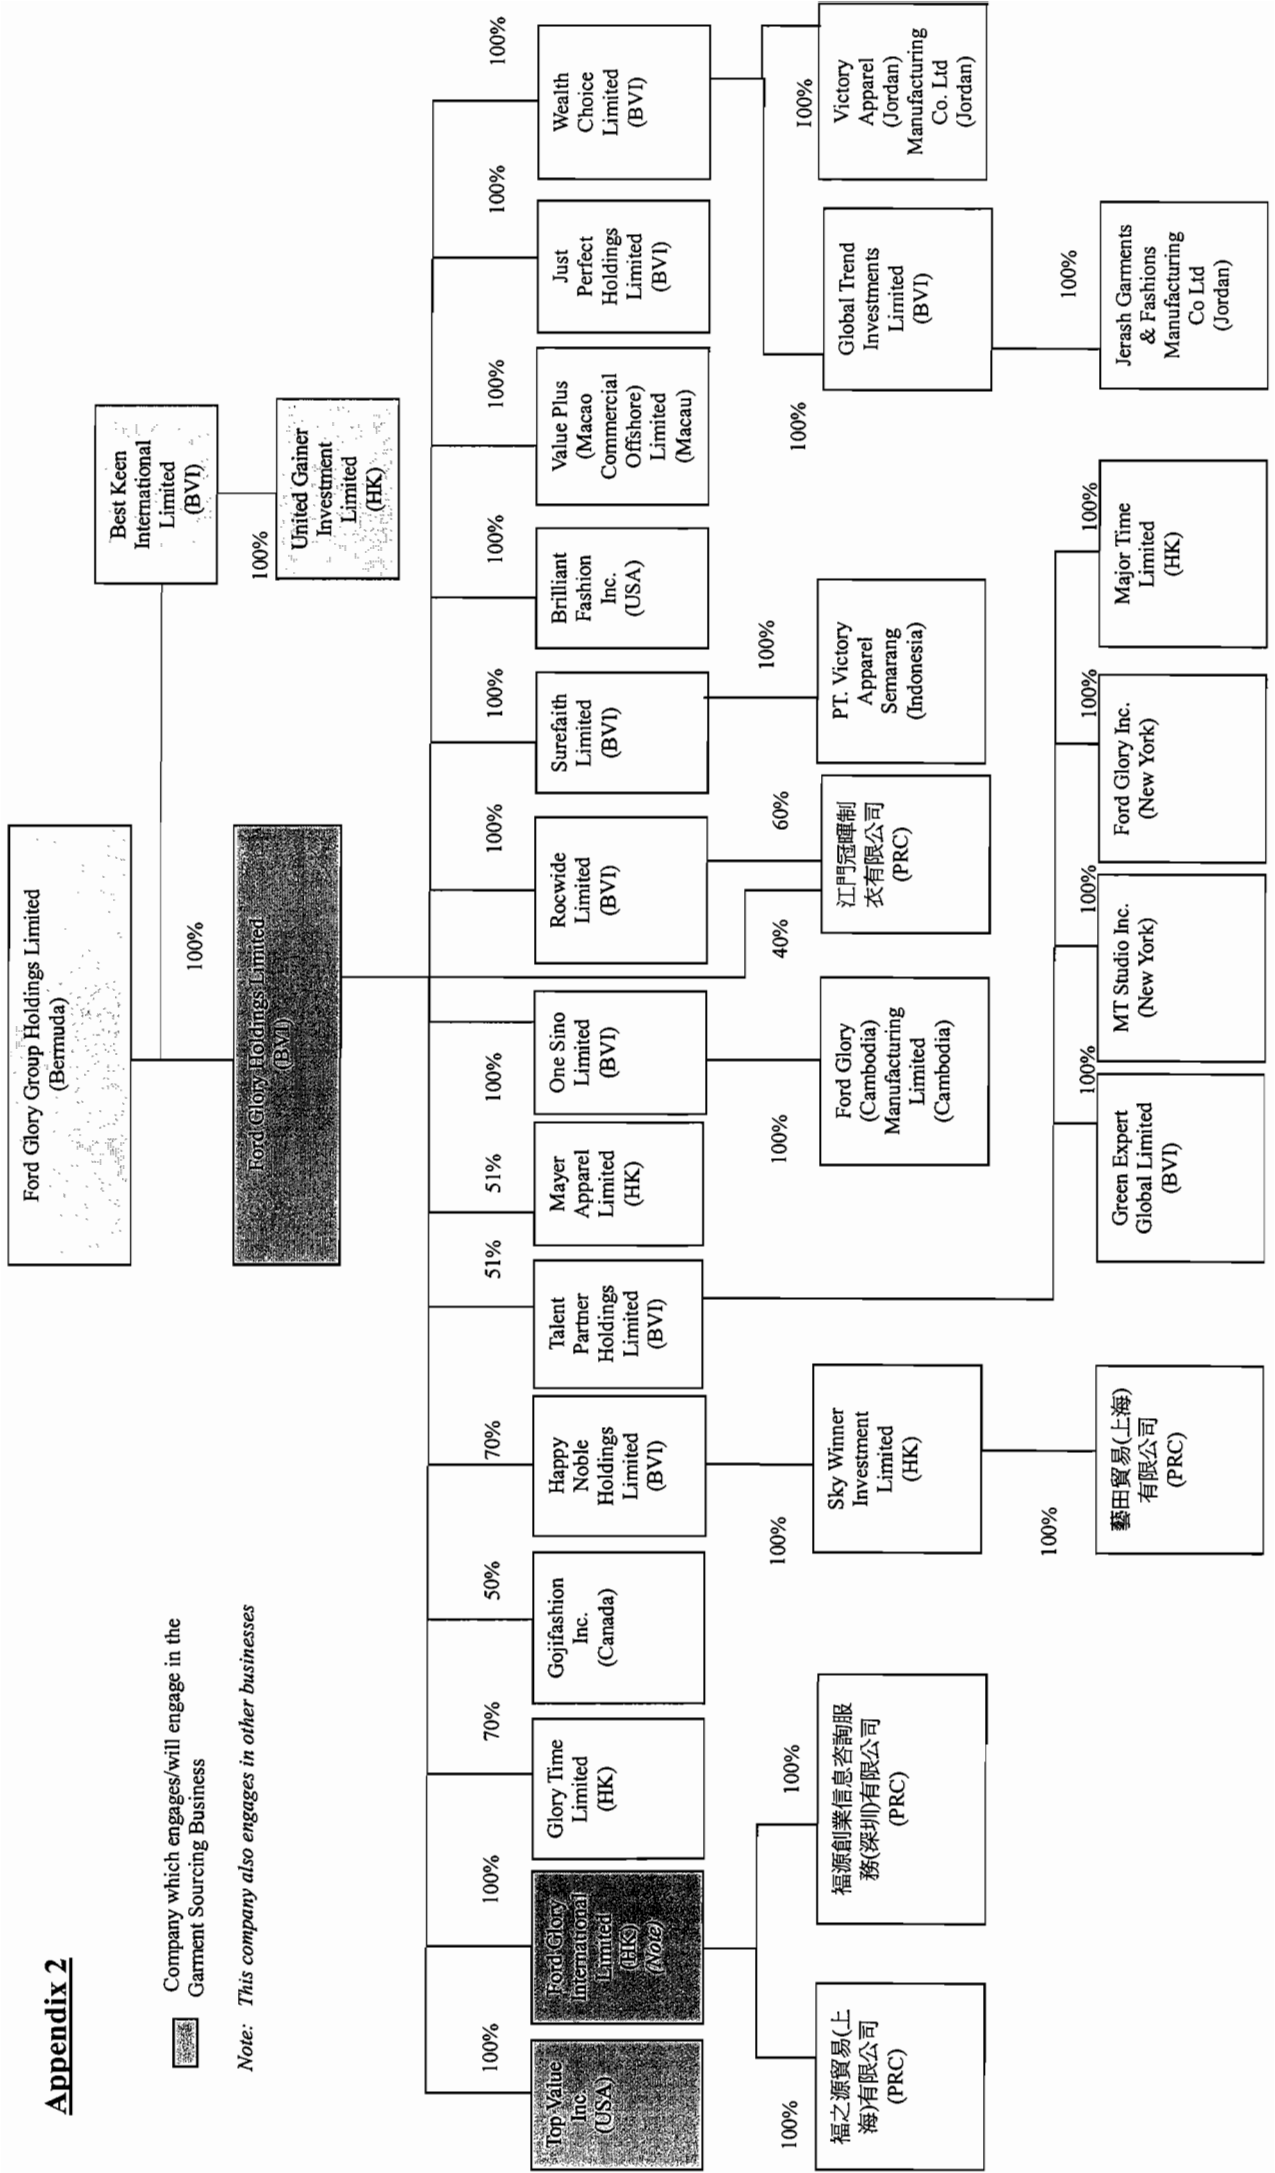 Appendix 2
Company which engages/will engage in the
Garment Sourcing Business
Note: This company also engages in other businesses
Ford Glory Group Holdings Limited
(Bermuda)
100%
Best Keen
International
Limited
(BVI)
100%
United Gainer
Investment
Limited
(HK)
Ford Glory Holdings Limited
(BVI)
100%
Top Value
Inc.
(USA)
100%
Ford Glory
International
Limited
(HK)
(Note)
70%
Glory Time
Limited
(HK)
50%
Gojifashion
Inc.
(Canada)
70%
Happy
Noble
Holdings
Limited
(BVI)
51%
Talent
Partner
Holdings
Limited
(BVI)
51%
Mayer
Apparel
Limited
(HK)
100%
One Sino
Limited
(BVI)
100%
Rocwide
Limited
(BVI)
100%
Surefaith
Limited
(BVI)
100%
Brilliant
Fashion
Inc.
(USA)
100%
Value Plus
(Macao
Commercial
Offshore)
Limited
(Macau)
100%
Just
Perfect
Holdings
Limited
(BVI)
100%
Wealth
Choice
Limited
(BVI)
100%
福之源貿易(上
海)有限公司
(PRC)
100%
福源創業信息咨詢服
務(深圳)有限公司
(PRC)
100%
Sky Winner
Investment
Limited
(HK)
100%
Ford Glory
(Cambodia)
Manufacturing
Limited
(Cambodia)
40%
60%
江門冠暉制
衣有限公司
(PRC)
100%
PT. Victory
Apparel
Semarang
(Indonesia)
100%
Global Trend
Investments
Limited
(BVI)
100%
Victory
Apparel
(Jordan)
Manufacturing
Co. Ltd
(Jordan)
100%
藝田貿易(上海)
有限公司
(PRC)
100%
Green Expert
Global Limited
(BVI)
100%
MT Studio Inc.
(New York)
100%
Ford Glory Inc.
(New York)
100%
Major Time
Limited
(HK)
100%
Jerash Garments
& Fashions
Manufacturing
Co Ltd
(Jordan)